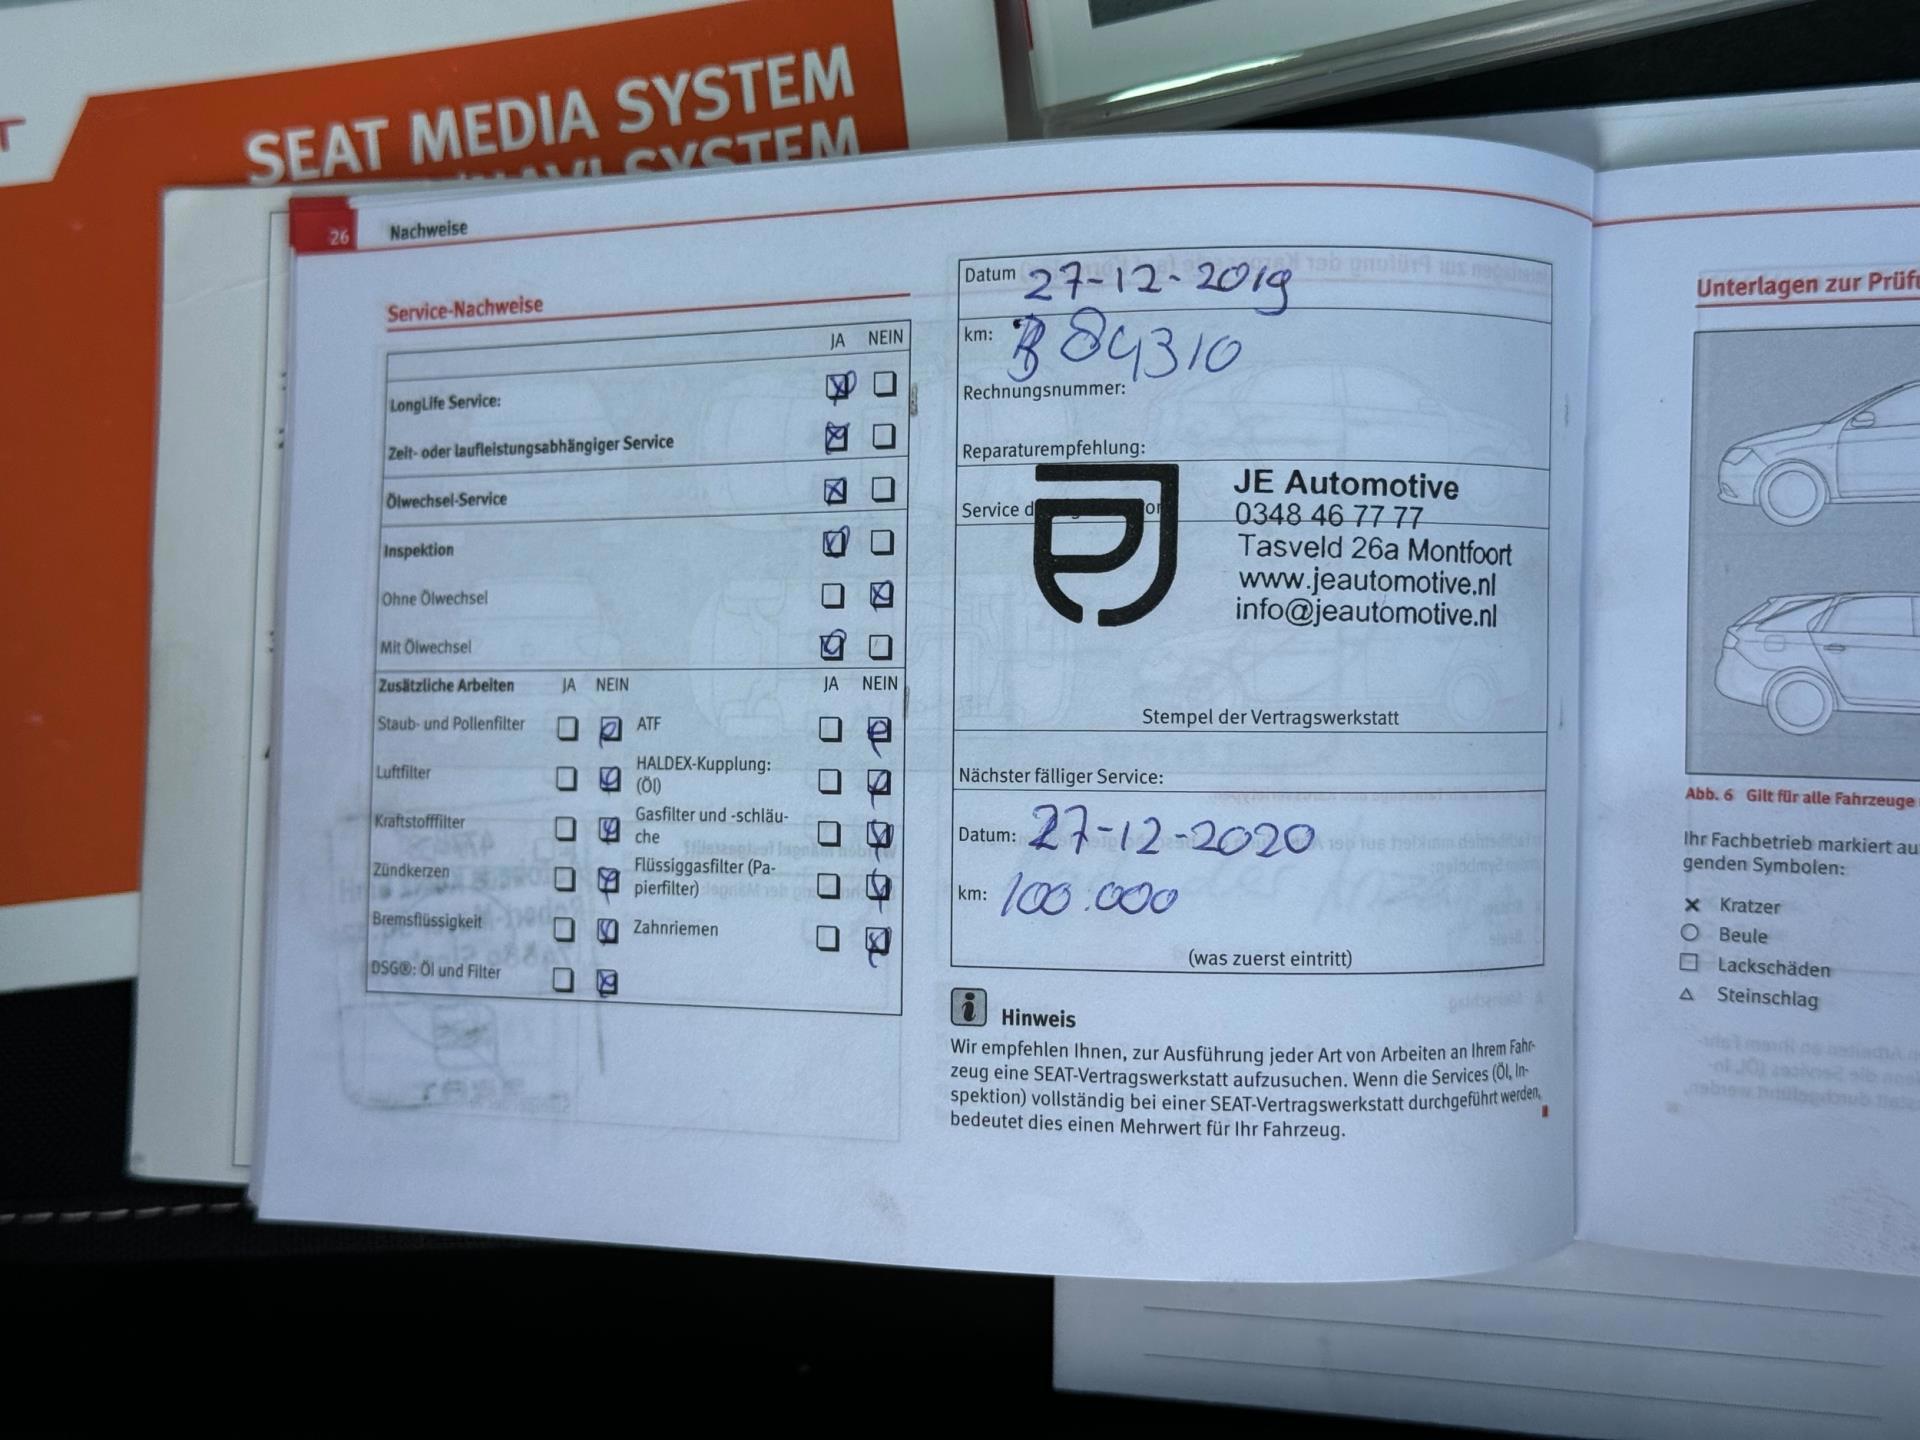 SEAT MEDIA SYSTEM
26 Nachweise
Service-Nachweise
JA NEIN
LongLife Service:
Zeit- oder laufleistungsabhängiger Service
Ölwechsel-Service
Inspektion
Ohne Ölwechsel
Mit Ölwechsel
Zusätzliche Arbeiten JA NEIN JA NEIN
Staub- und Pollenfilter ATF
Luftfilter HALDEX-Kupplung:
(Öl)
Kraftstofffilter Gasfilter und -schläu-
che
Zündkerzen Flüssiggasfilter (Pa-
pierfilter)
Bremsflüssigkeit Zahnriemen
DSG®: Öl und Filter
Datum 27-12-2019
km: 84310
Rechnungsnummer:
Reparaturempfehlung:
Service
JE Automotive
0348 46 77 77
Tasveld 26a Montfoort
www.jeautomotive.nl
info@jeautomotive.nl
Stempel der Vertragswerkstatt
Nächster fälliger Service:
Datum: 27-12-2020
km: 100.000
(was zuerst eintritt)
Hinweis
Wir empfehlen Ihnen, zur Ausführung jeder Art von Arbeiten an Ihrem Fahr-
zeug eine SEAT-Vertragswerkstatt aufzusuchen. Wenn die Services (Öl, In-
spektion) vollständig bei einer SEAT-Vertragswerkstatt durchgeführt werden,
bedeutet dies einen Mehrwert für Ihr Fahrzeug.
Unterlagen zur Prüfu
Abb. 6 Gilt für alle Fahrzeuge
Ihr Fachbetrieb markiert au
genden Symbolen:
Kratzer
Beule
Lackschäden
Steinschlag